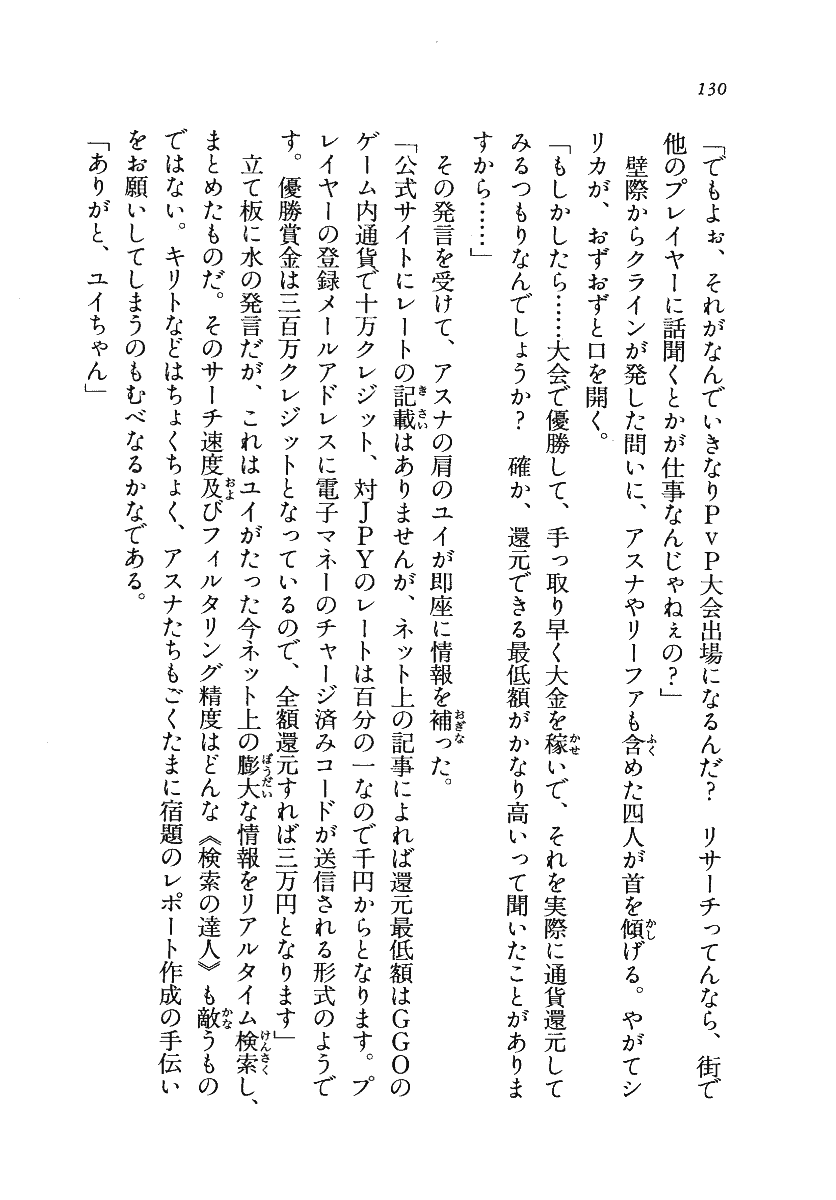 130
「でもよぉ、それがなんでいきなりPvP大会出場になるんだ？　リサーチってんなら、街で
他のプレイヤーに話聞くとかが仕事なんじゃねぇの？」
　壁際からクラインが発した問いに、アスナやリーファも含めた四人が首を傾げる。やがてシ
リカが、おずおずと口を開く。
「もしかしたら……大会で優勝して、手っ取り早く大金を稼いで、それを実際に通貨還元して
みるつもりなんでしょうか？　確か、還元できる最低額がかなり高いって聞いたことがありま
すから……」
　その発言を受けて、アスナの肩のユイが即座に情報を補った。
「公式サイトにレートの記載はありませんが、ネット上の記事によれば還元最低額はGGOの
ゲーム内通貨で十万クレジット、対JPYのレートは百分の一なので千円からとなります。プ
レイヤーの登録メールアドレスに電子マネーのチャージ済みコードが送信される形式のようで
す。優勝賞金は三百万クレジットとなっているので、全額還元すれば三万円となります」
　立て板に水の発言だが、これはユイがたった今ネット上の膨大な情報をリアルタイム検索し、
まとめたものだ。そのサーチ速度及びフィルタリング精度はどんな《検索の達人》も敵うもの
ではない。キリトなどはちょくちょく、アスナたちもごくたまに宿題のレポート作成の手伝い
をお願いしてしまうのもむべなるかなである。
「ありがと、ユイちゃん」